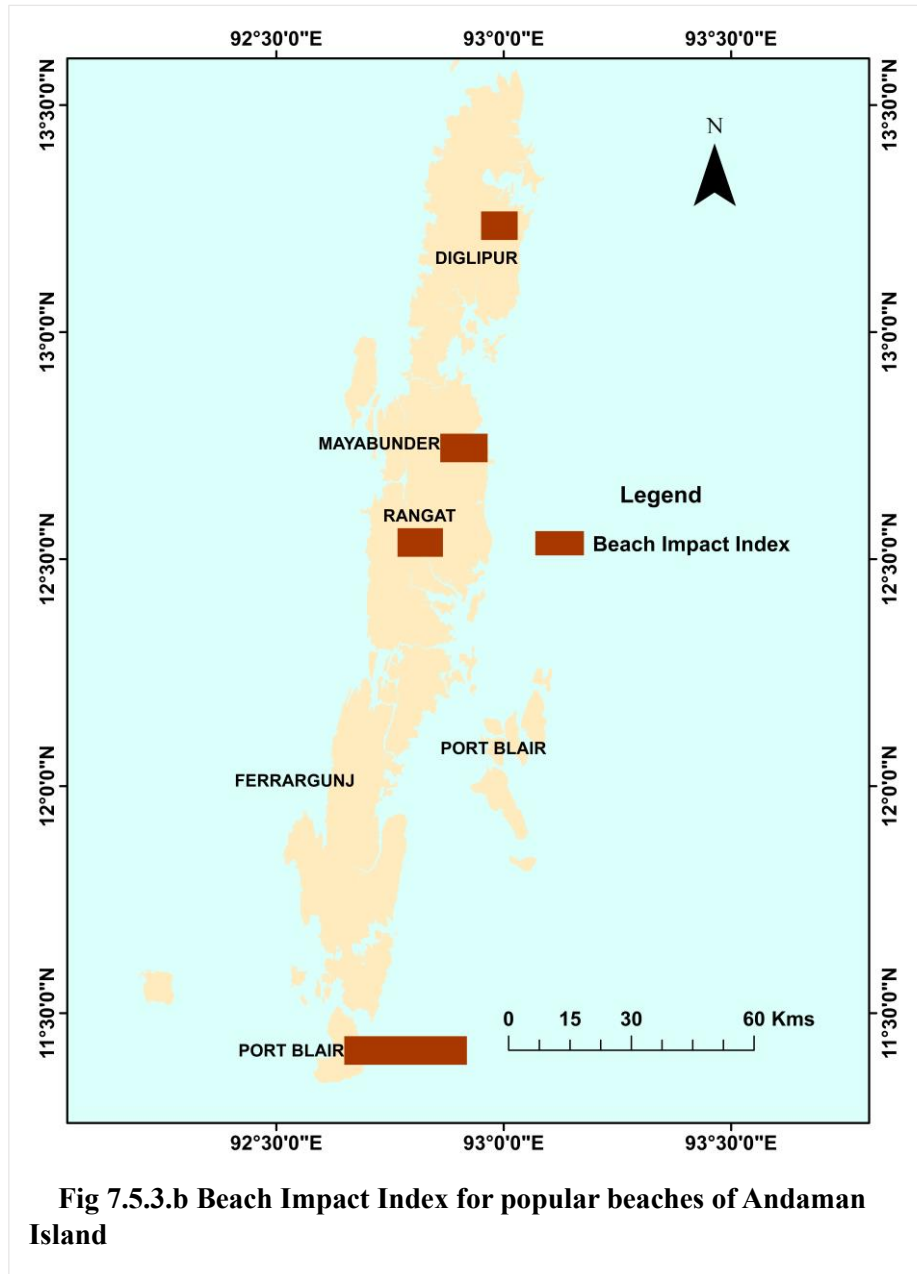 92°30'0"E 93°0'0"E 93°30'0"E
13°30'0"N 13°30'0"N
N
DIGLIPUR
13°0'0"N 13°0'0"N
MAYABUNDER
Legend
RANGAT
Beach Impact Index
12°30'0"N 12°30'0"N
PORT BLAIR
FERRARGUNJ
12°0'0"N 12°0'0"N
11°30'0"N 11°30'0"N
0 15 30 60 Kms
PORT BLAIR
92°30'0"E 93°0'0"E 93°30'0"E
Fig 7.5.3.b Beach Impact Index for popular beaches of Andaman
Island